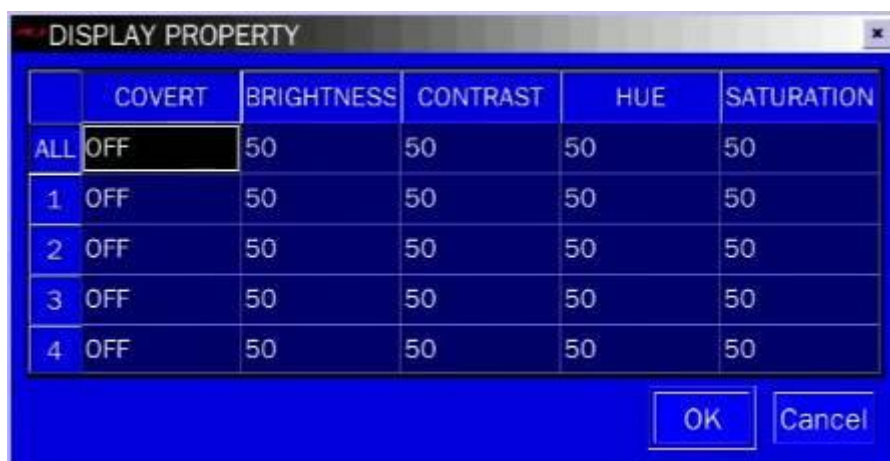 DISPLAY PROPERTY
COVERT BRIGHTNESS CONTRAST HUE SATURATION
ALL OFF 50 50 50 50
1 OFF 50 50 50 50
2 OFF 50 50 50 50
3 OFF 50 50 50 50
4 OFF 50 50 50 50
OK Cancel